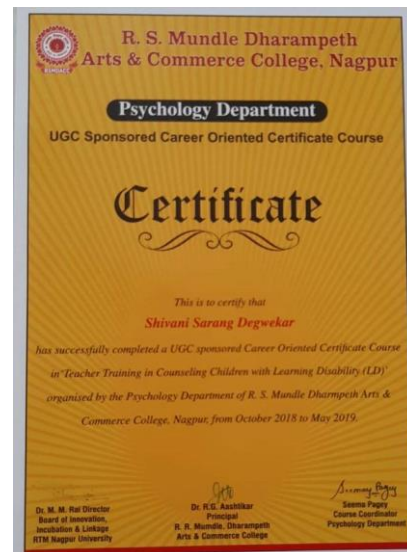 R. S. Mundle Dharampeth
Arts & Commerce College, Nagpur
Psychology Department
UGC Sponsored Career Oriented Certificate Course
Certificate
This is to certify that
Shivani Sarang Degwekar
has successfully completed a UGC sponsored Career Oriented Certificate Course
in 'Teacher Training in Counseling Children with Learning Disability (LD)'
organised by the Psychology Department of R. S. Mundle Dharmpeth Arts &
Commerce College, Nagpur, from October 2018 to May 2019.
Dr. M. M. Rai Director
Board of Innovation,
Incubation & Linkage
RTM Nagpur University
Dr. R.G. Aashtikar
Principal
R. R. Mundle, Dharampeth
Arts & Commerce College
Seema Pagey
Course Coordinator
Psychology Department